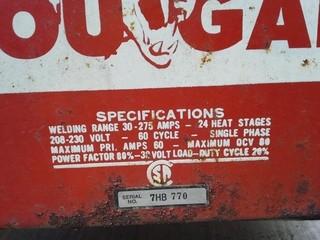 OUGA
SPECIFICATIONS
WELDING RANGE 30-275 AMPS - 24 HEAT STAGES
208-230 VOLT - 60 CYCLE - SINGLE PHASE
MAXIMUM PRI. AMPS 60 - MAXIMUM OCV 80
POWER FACTOR 80%-30 VOLT LOAD-DUTY CYCLE 20%
SERIAL NO. 7HB 770